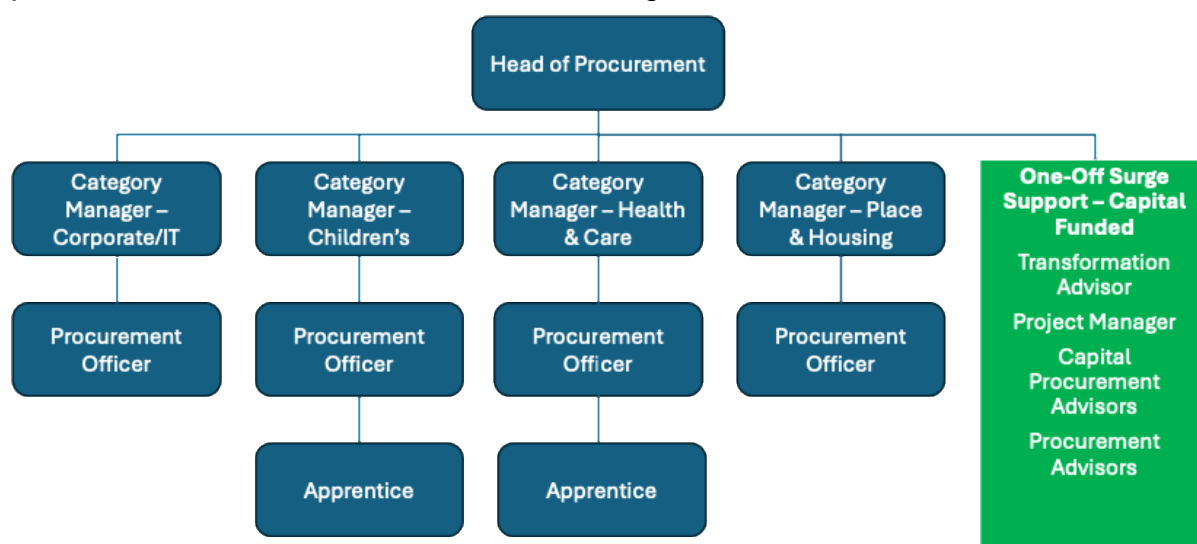 Head of Procurement
Category
Manager – 
Corporate/IT
Category
Manager – 
Children's
Category
Manager – Health
& Care
Category
Manager – Place
& Housing
One-Off Surge
Support – Capital
Funded
Transformation
Advisor
Project Manager
Capital
Procurement
Advisors
Procurement
Advisors
Procurement
Officer
Procurement
Officer
Procurement
Officer
Procurement
Officer
Apprentice
Apprentice